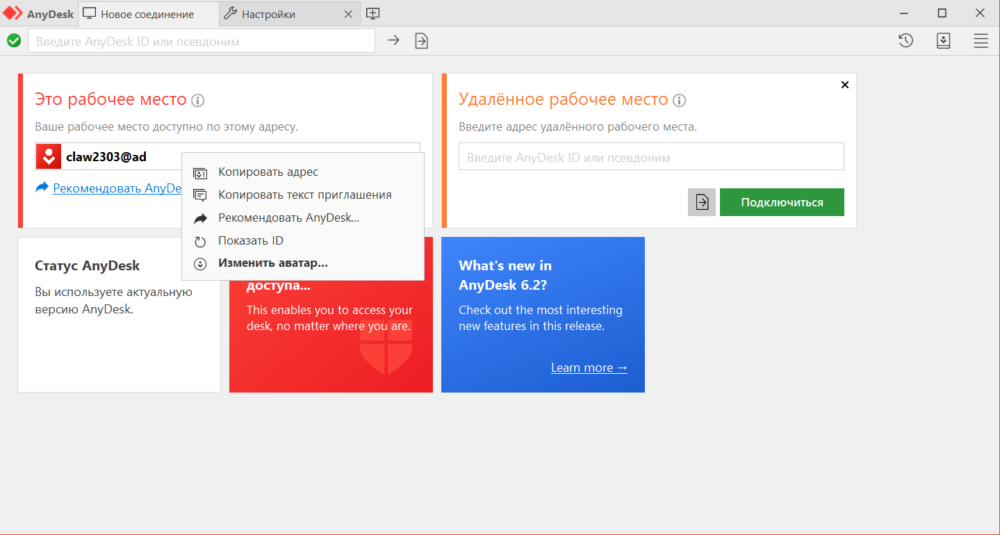 AnyDesk
Новое соединение
Настройки
Введите AnyDesk ID или псевдоним
Это рабочее место
Ваше рабочее место доступно по этому адресу.
claw2303@ad
Рекомендовать AnyDe
Копировать адрес
Копировать текст приглашения
Рекомендовать AnyDesk...
Показать ID
Изменить аватар...
Удалённое рабочее место
Введите адрес удалённого рабочего места.
Введите AnyDesk ID или псевдоним
Подключиться
Статус AnyDesk
Вы используете актуальную
версию AnyDesk.
доступа...
This enables you to access your
desk, no matter where you are.
What's new in
AnyDesk 6.2?
Check out the most interesting
new features in this release.
Learn more →